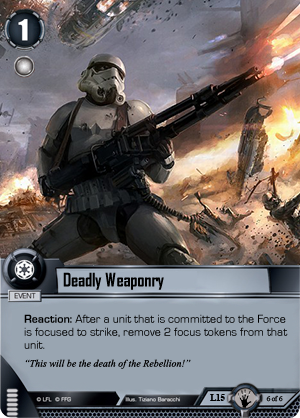 1
Deadly Weaponry
EVENT
Reaction: After a unit that is committed to the Force
is focused to strike, remove 2 focus tokens from that
unit.
"This will be the death of the Rebellion!"
© LFL © FFG
Illus. Tiziano Baracchi
L15
6 of 6